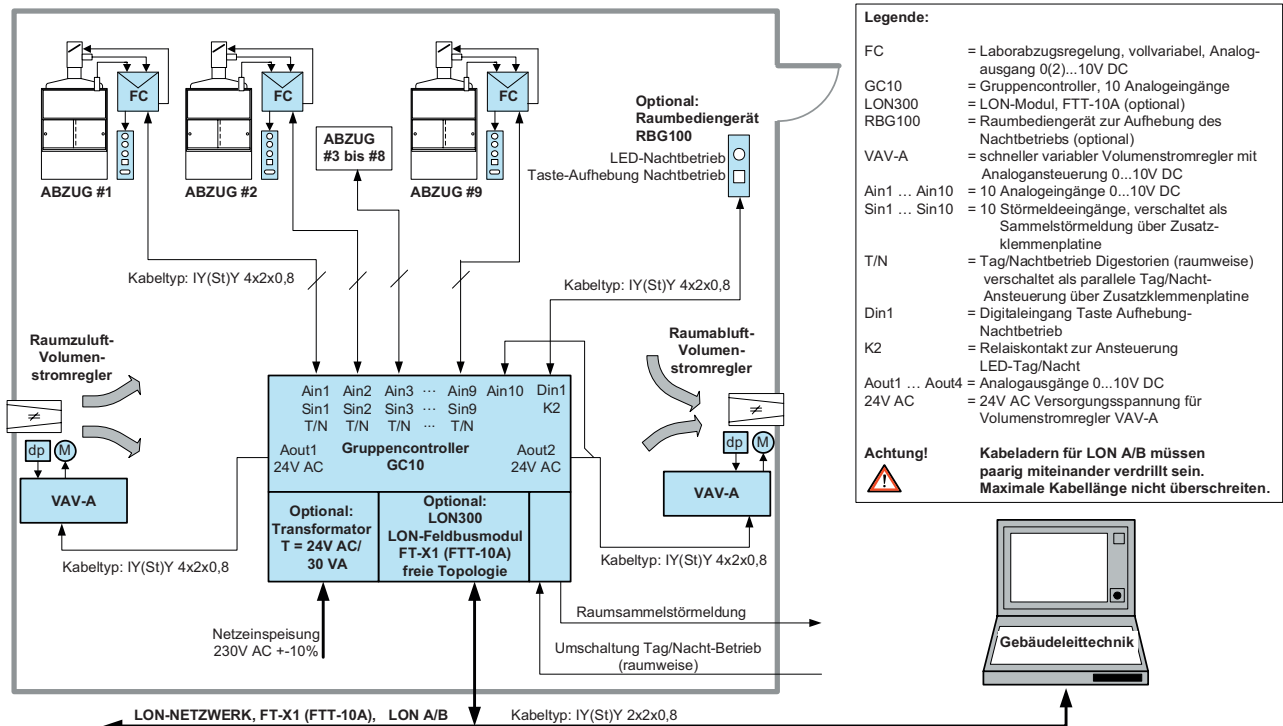 FC
FC
FC
ABZUG #1
ABZUG #2
ABZUG
#3 bis #8
ABZUG #9
Optional:
Raumbediengerät
RBG100
LED-Nachtbetrieb
Taste-Aufhebung Nachtbetrieb
Kabeltyp: IY(St)Y 4x2x0,8
Kabeltyp: IY(St)Y 4x2x0,8
Raumzuluft-
Volumen-
stromregler
Raumabluft-
Volumen-
stromregler
≠
≠
dp M
dp M
VAV-A
VAV-A
Ain1 Ain2 Ain3 ... Ain9 Ain10 Din1
Sin1 Sin2 Sin3 ... Sin9 K2
T/N T/N T/N ... T/N
Aout1
24V AC
Gruppencontroller
GC10
Aout2
24V AC
Optional:
Transformator
T = 24V AC/
30 VA
Optional:
LON300
LON-Feldbusmodul
FT-X1 (FTT-10A)
freie Topologie
Kabeltyp: IY(St)Y 4x2x0,8
Kabeltyp: IY(St)Y 4x2x0,8
Netzeinspeisung
230V AC +-10%
Raumsammelstörmeldung
Umschaltung Tag/Nacht-Betrieb
(raumweise)
LON-NETZWERK, FT-X1 (FTT-10A), LON A/B
Kabeltyp: IY(St)Y 2x2x0,8
Legende:
FC = Laborabzugsregelung, vollvariabel, Analog-
ausgang 0(2)...10V DC
GC10 = Gruppencontroller, 10 Analogeingänge
LON300 = LON-Modul, FTT-10A (optional)
RBG100 = Raumbediengerät zur Aufhebung des
Nachtbetriebs (optional)
VAV-A = schneller variabler Volumenstromregler mit
Analogansteuerung 0...10V DC
Ain1 … Ain10 = 10 Analogeingänge 0...10V DC
Sin1 … Sin10 = 10 Störmeldeeingänge, verschaltet als
Sammelstörmeldung über Zusatz-
klemmenplatine
T/N = Tag/Nachtbetrieb Digestorien (raumweise)
verschaltet als parallele Tag/Nacht-
Ansteuerung über Zusatzklemmenplatine
Din1 = Digitaleingang Taste Aufhebung-
Nachtbetrieb
K2 = Relaiskontakt zur Ansteuerung
LED-Tag/Nacht
Aout1 … Aout4 = Analogausgänge 0...10V DC
24V AC = 24V AC Versorgungsspannung für
Volumenstromregler VAV-A
Achtung! Kabeladern für LON A/B müssen
paarig miteinander verdrillt sein.
Maximale Kabellänge nicht überschreiten.
Gebäudeleittechnik